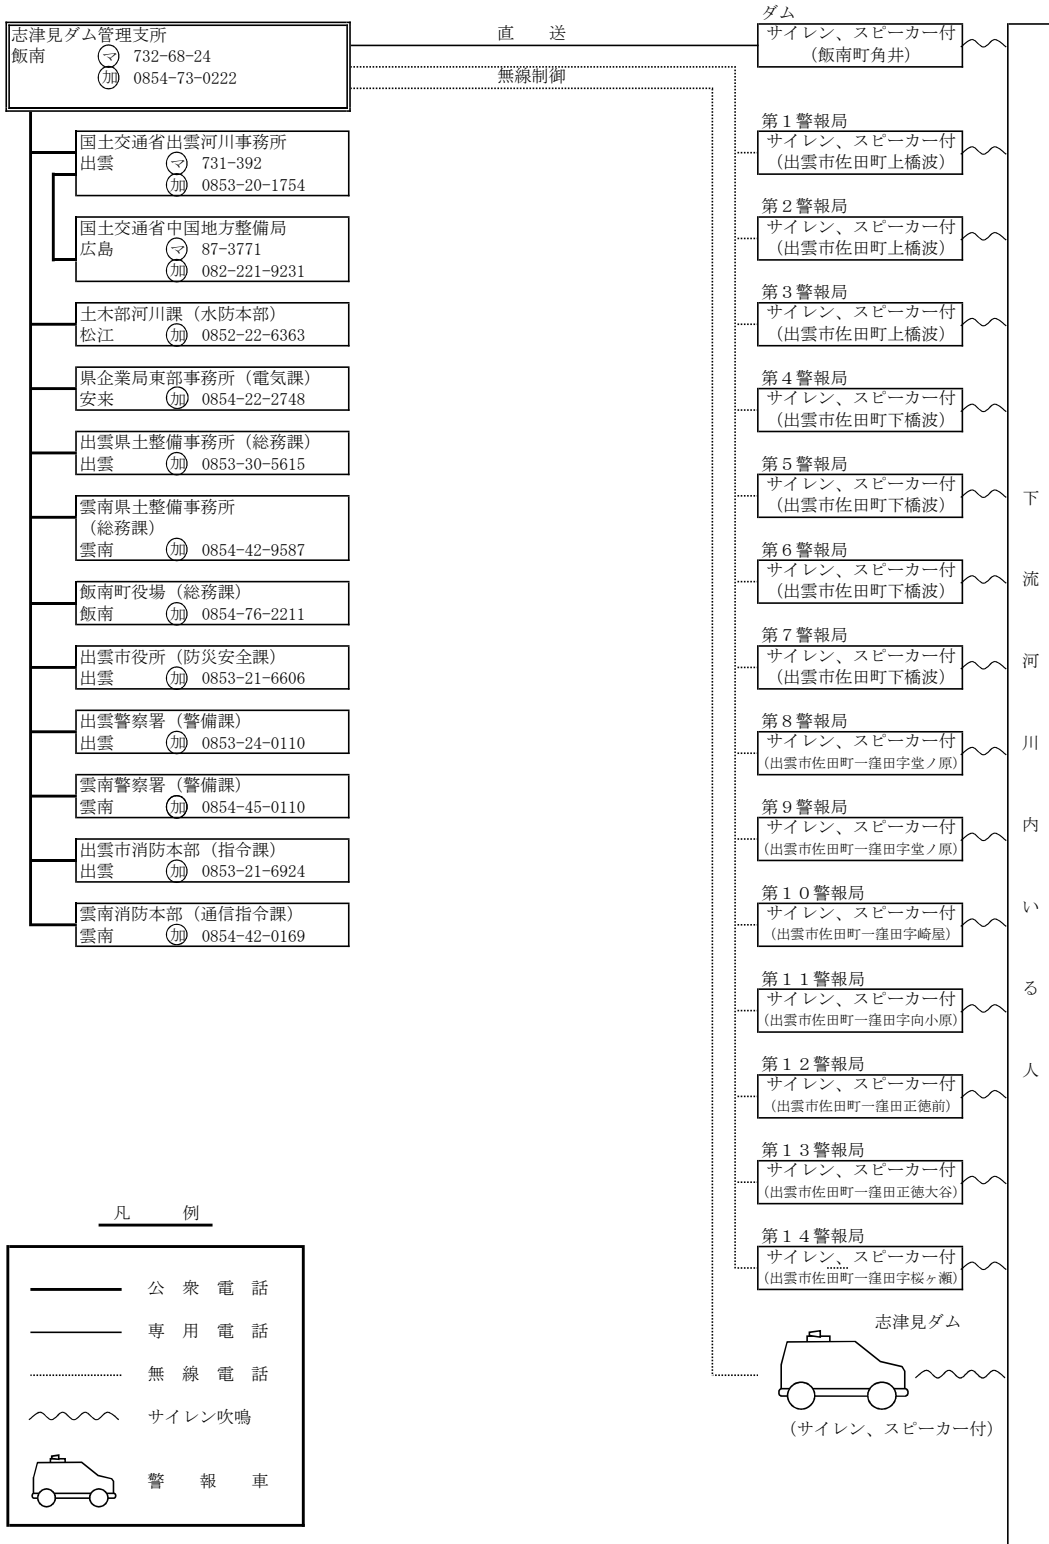 志津見ダム管理支所
飯南 マ 732-68-24
加 0854-73-0222
国土交通省出雲河川事務所
出雲 マ 731-392
加 0853-20-1754
国土交通省中国地方整備局
広島 マ 87-3771
加 082-221-9231
土木部河川課（水防本部）
松江 加 0852-22-6363
県企業局東部事務所（電気課）
安来 加 0854-22-2748
出雲県土整備事務所（総務課）
出雲 加 0853-30-5615
雲南県土整備事務所
（総務課）
雲南 加 0854-42-9587
飯南町役場（総務課）
飯南 加 0854-76-2211
出雲市役所（防災安全課）
出雲 加 0853-21-6606
出雲警察署（警備課）
出雲 加 0853-24-0110
雲南警察署（警備課）
雲南 加 0854-45-0110
出雲市消防本部（指令課）
出雲 加 0853-21-6924
雲南消防本部（通信指令課）
雲南 加 0854-42-0169
直 送
無線制御
ダム
サイレン、スピーカー付
（飯南町角井）
第１警報局
サイレン、スピーカー付
（出雲市佐田町上橋波）
第２警報局
サイレン、スピーカー付
（出雲市佐田町上橋波）
第３警報局
サイレン、スピーカー付
（出雲市佐田町上橋波）
第４警報局
サイレン、スピーカー付
（出雲市佐田町下橋波）
第５警報局
サイレン、スピーカー付
（出雲市佐田町下橋波）
第６警報局
サイレン、スピーカー付
（出雲市佐田町下橋波）
第７警報局
サイレン、スピーカー付
（出雲市佐田町下橋波）
第８警報局
サイレン、スピーカー付
（出雲市佐田町一窪田字堂ノ原）
第９警報局
サイレン、スピーカー付
（出雲市佐田町一窪田字堂ノ原）
第１０警報局
サイレン、スピーカー付
（出雲市佐田町一窪田字崎屋）
第１１警報局
サイレン、スピーカー付
（出雲市佐田町一窪田字向小原）
第１２警報局
サイレン、スピーカー付
（出雲市佐田町一窪田正徳前）
第１３警報局
サイレン、スピーカー付
（出雲市佐田町一窪田正徳大谷）
第１４警報局
サイレン、スピーカー付
（出雲市佐田町一窪田字桜ヶ瀬）
志津見ダム
（サイレン、スピーカー付）
下流河川内いる人
凡 例
公衆電話
専用電話
無線電話
サイレン吹鳴
警報車